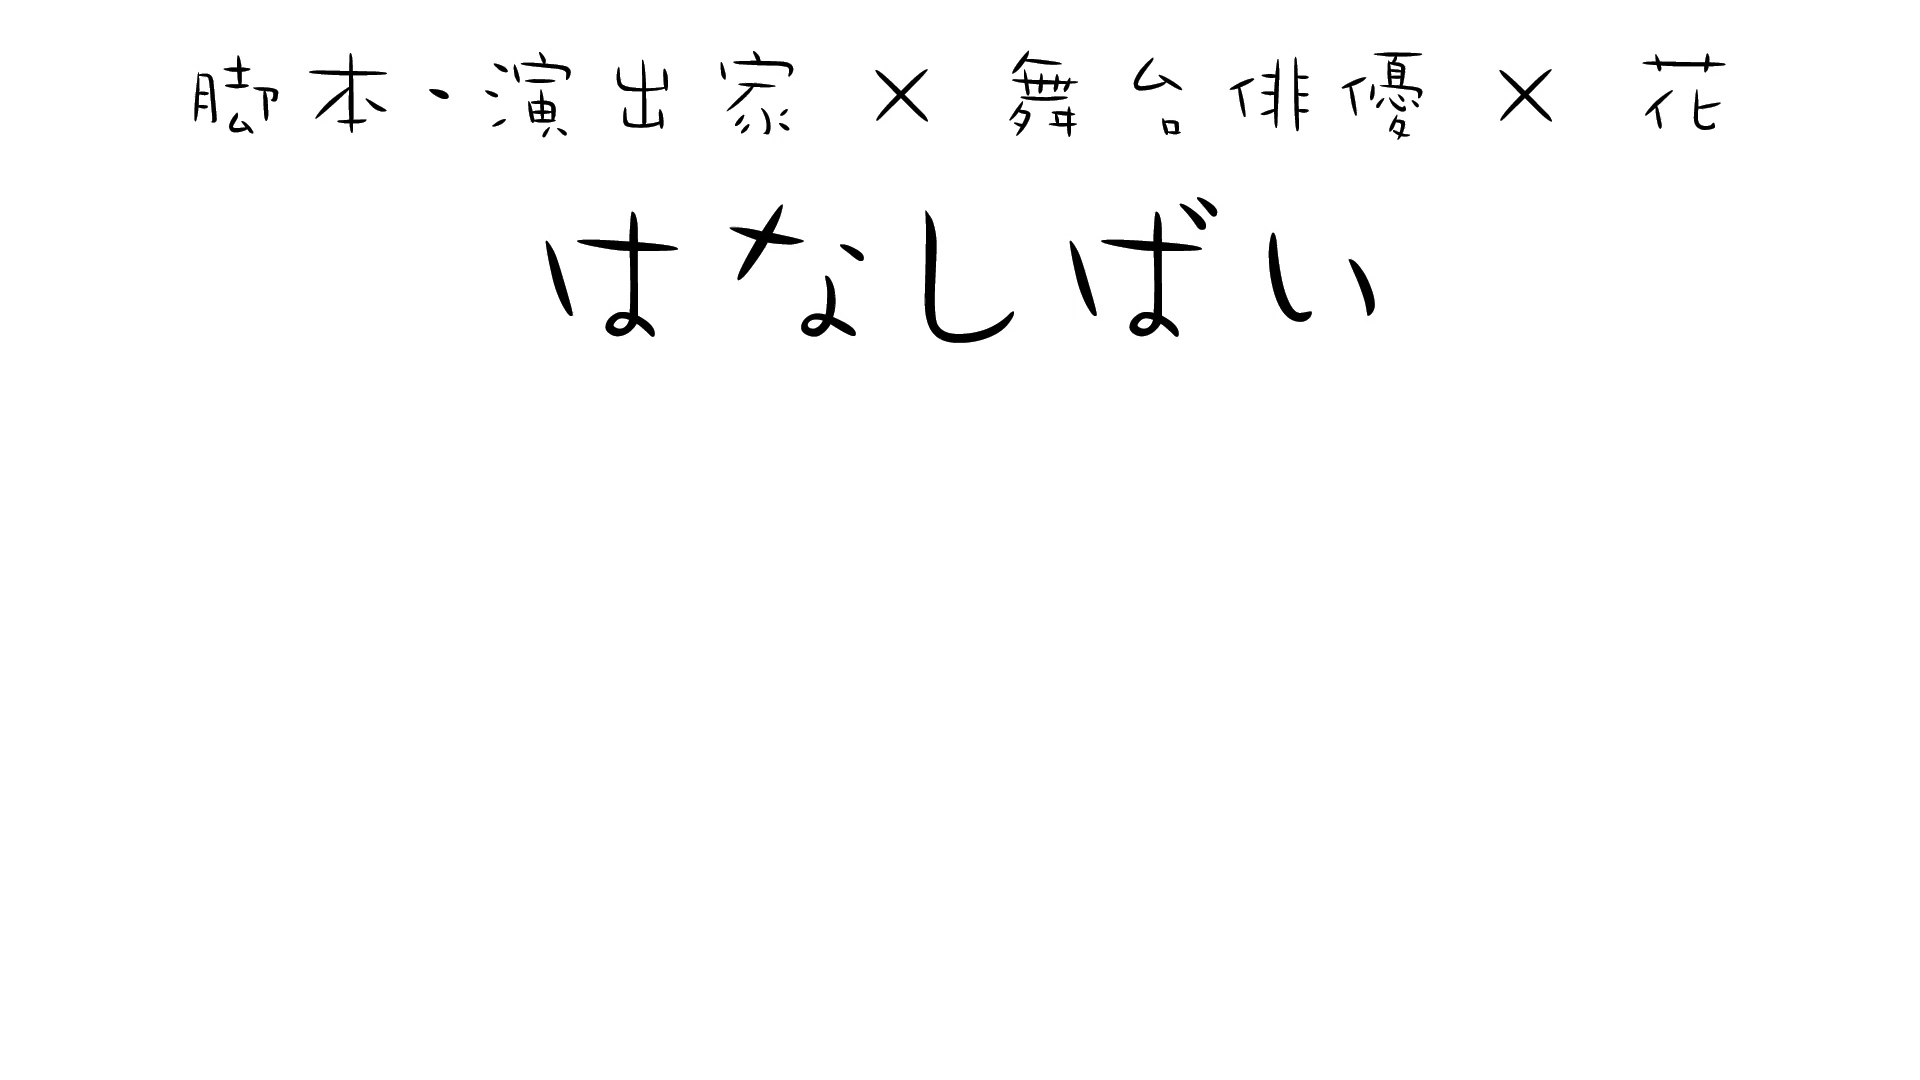 脚本・演出家 × 舞台俳優 × 花
はなしばい